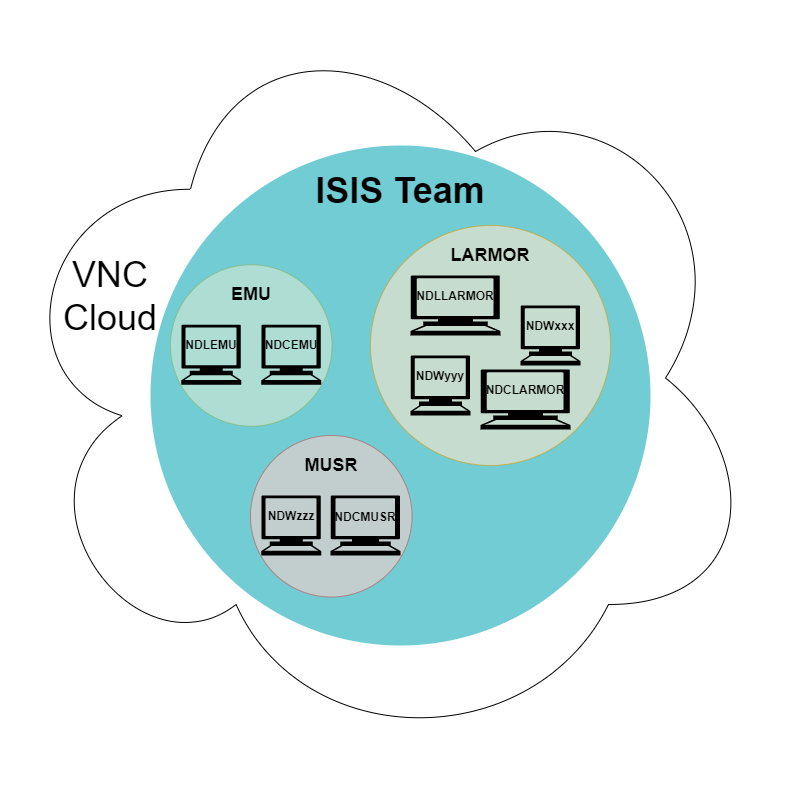 ISIS Team
VNC
Cloud
EMU
NDLEMU
NDCEMU
LARMOR
NDLLARMOR
NDWxxx
NDWyyy
NDCLARMOR
MUSR
NDWzzz
NDCMUSR